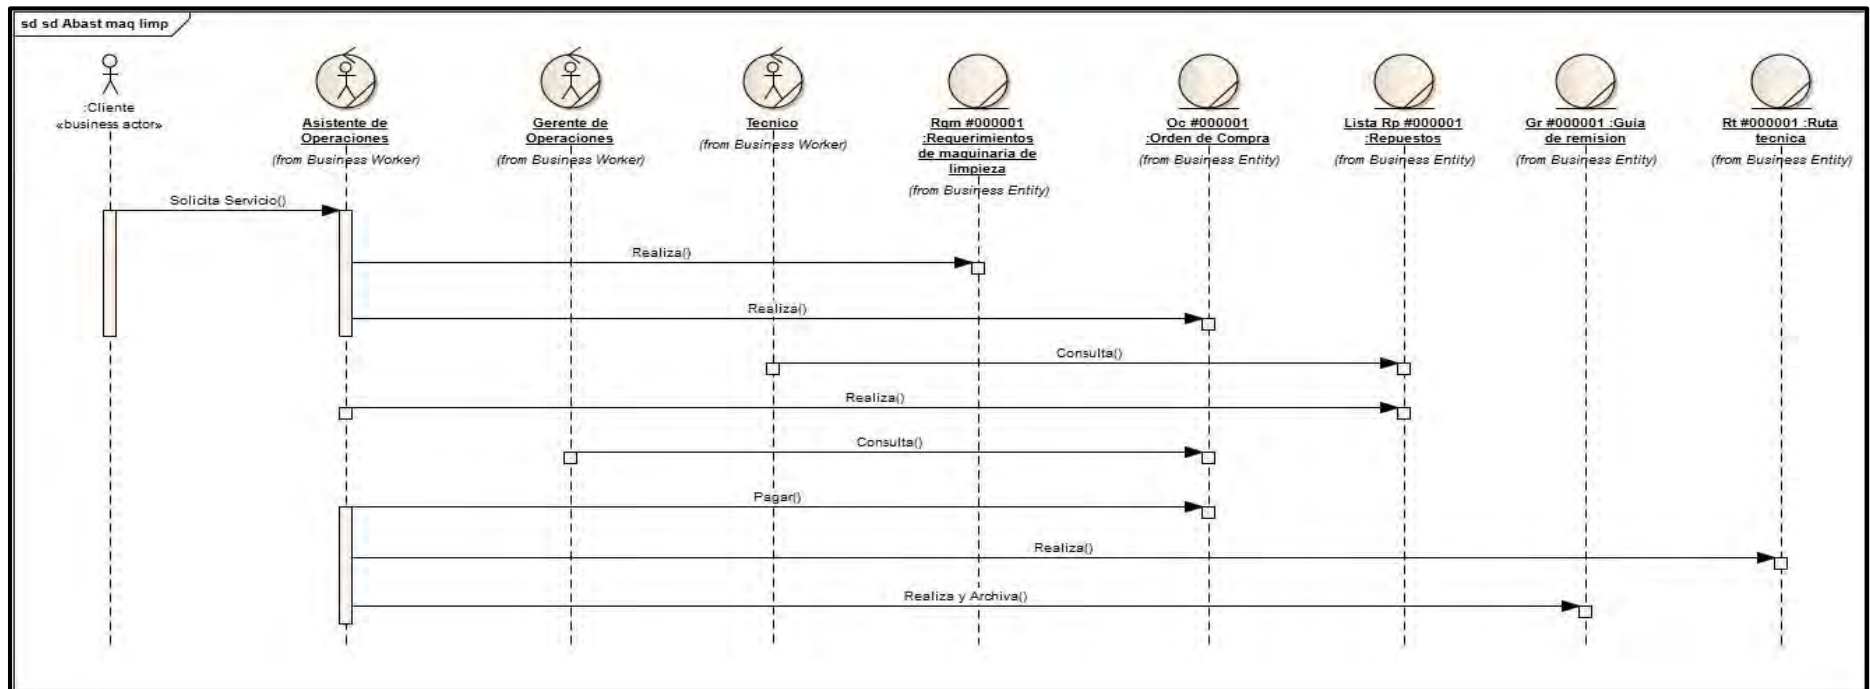 sd sd Abast maq limp
:Cliente
«business actor»
Asistente de
Operaciones
(from Business Worker)
Gerente de
Operaciones
(from Business Worker)
Tecnico
(from Business Worker)
Rqm #000001
:Requerimientos
de maquinaria de
limpieza
(from Business Entity)
Oc #000001
:Orden de Compra
(from Business Entity)
Lista Rp #000001
:Repuestos
(from Business Entity)
Gr #000001 :Guia
de remision
(from Business Entity)
Rt #000001 :Ruta
tecnica
(from Business Entity)
Solicita Servicio()
Realiza()
Realiza()
Consulta()
Realiza()
Consulta()
Pagar()
Realiza()
Realiza y Archiva()